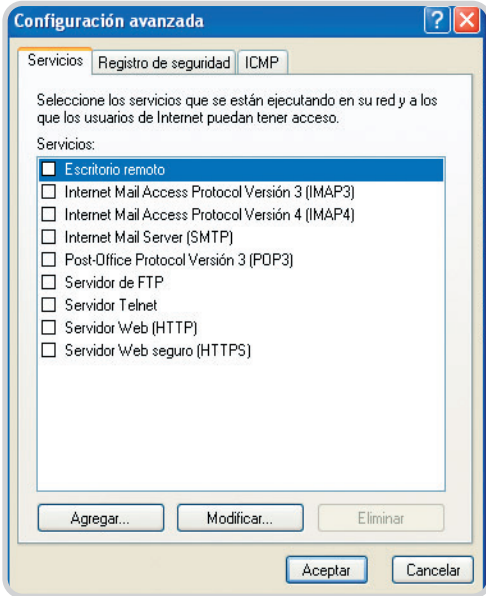 Configuración avanzada
Servicios Registro de seguridad ICMP
Seleccione los servicios que se están ejecutando en su red y a los
que los usuarios de Internet puedan tener acceso.
Servicios:
Escritorio remoto
Internet Mail Access Protocol Versión 3 (IMAP3)
Internet Mail Access Protocol Versión 4 (IMAP4)
Internet Mail Server (SMTP)
Post-Office Protocol Versión 3 (POP3)
Servidor de FTP
Servidor Telnet
Servidor Web (HTTP)
Servidor Web seguro (HTTPS)
Agregar... Modificar... Eliminar
Aceptar Cancelar